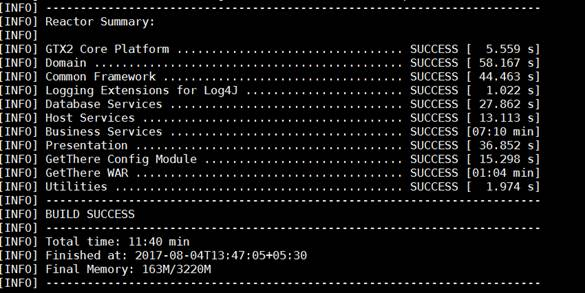 [INFO] ------------------------------------------------------------------------
[INFO] Reactor Summary:
[INFO]
[INFO] GTX2 Core Platform ................................. SUCCESS [  5.559 s]
[INFO] Domain ............................................. SUCCESS [ 58.167 s]
[INFO] Common Framework ................................... SUCCESS [ 44.463 s]
[INFO] Logging Extensions for Log4J ....................... SUCCESS [  1.022 s]
[INFO] Database Services .................................. SUCCESS [ 27.862 s]
[INFO] Host Services ...................................... SUCCESS [ 13.113 s]
[INFO] Business Services .................................. SUCCESS [07:10 min]
[INFO] Presentation ....................................... SUCCESS [ 36.852 s]
[INFO] GetThere Config Module ............................. SUCCESS [ 15.298 s]
[INFO] GetThere WAR ....................................... SUCCESS [01:04 min]
[INFO] Utilities .......................................... SUCCESS [  1.974 s]
[INFO] ------------------------------------------------------------------------
[INFO] BUILD SUCCESS
[INFO] ------------------------------------------------------------------------
[INFO] Total time: 11:40 min
[INFO] Finished at: 2017-08-04T13:47:05+05:30
[INFO] Final Memory: 163M/3220M
[INFO] ------------------------------------------------------------------------